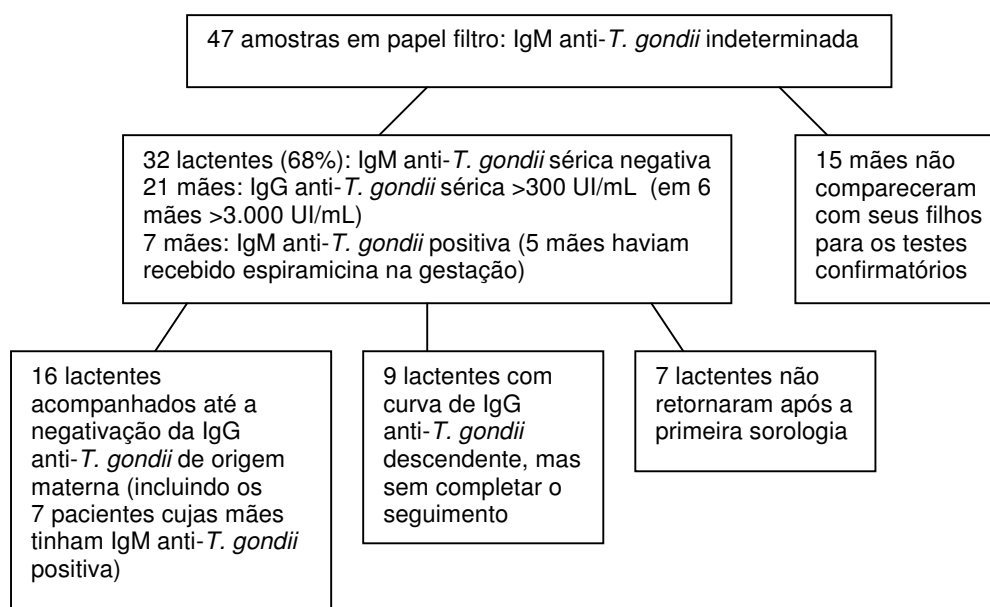 47 amostras em papel filtro: IgM anti-T. gondii indeterminada
32 lactentes (68%): IgM anti-T. gondii sérica negativa
21 mães: IgG anti-T. gondii sérica >300 UI/mL (em 6
mães >3.000 UI/mL)
7 mães: IgM anti-T. gondii positiva (5 mães haviam
recebido espiramicina na gestação)
15 mães não
compareceram
com seus filhos
para os testes
confirmatórios
16 lactentes
acompanhados até a
negativação da IgG
anti-T. gondii de origem
materna (incluindo os
7 pacientes cujas mães
tinham IgM anti-T. gondii
positiva)
9 lactentes com
curva de IgG
anti-T. gondii
descendente, mas
sem completar o
seguimento
7 lactentes não
retornaram após a
primeira sorologia